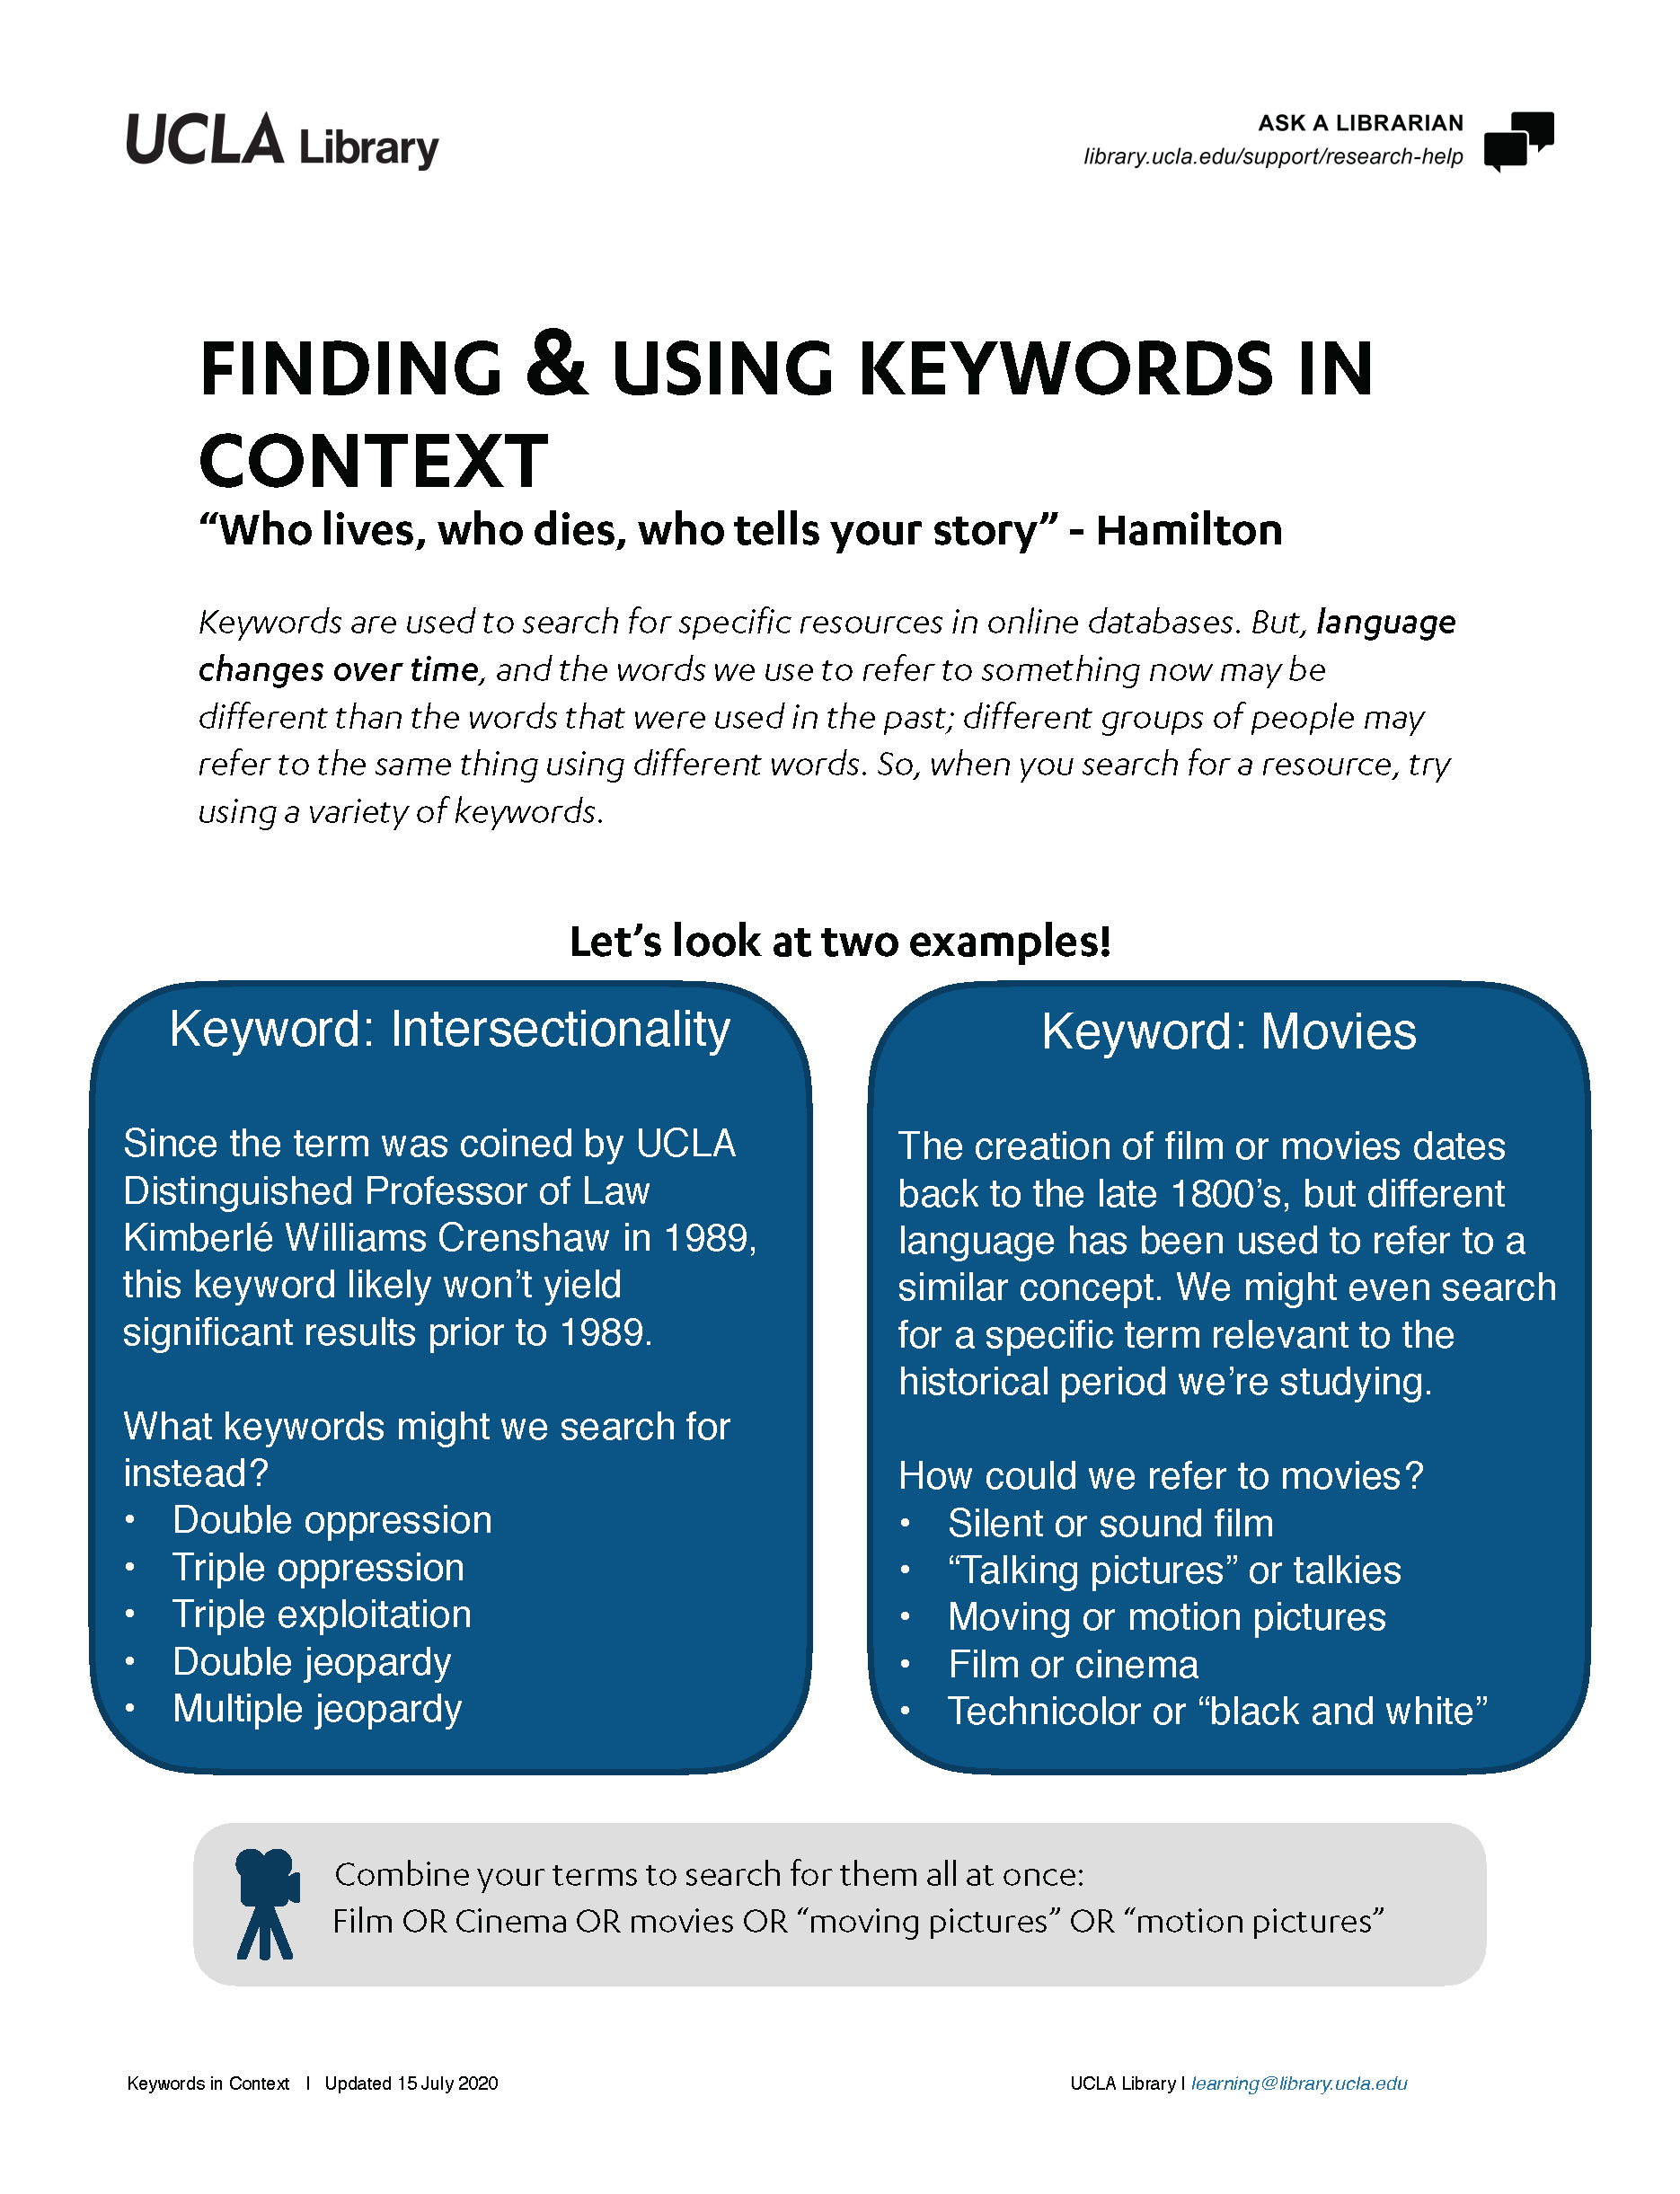 UCLA Library
ASK A LIBRARIAN
library.ucla.edu/support/research-help
FINDING & USING KEYWORDS IN
CONTEXT
“Who lives, who dies, who tells your story” - Hamilton
Keywords are used to search for specific resources in online databases. But, language
changes over time, and the words we use to refer to something now may be
different than the words that were used in the past; different groups of people may
refer to the same thing using different words. So, when you search for a resource, try
using a variety of keywords.
Let’s look at two examples!
Keyword: Intersectionality
Since the term was coined by UCLA
Distinguished Professor of Law
Kimberlé Williams Crenshaw in 1989,
this keyword likely won’t yield
significant results prior to 1989.
What keywords might we search for
instead?
• Double oppression
• Triple oppression
• Triple exploitation
• Double jeopardy
• Multiple jeopardy
Keyword: Movies
The creation of film or movies dates
back to the late 1800’s, but different
language has been used to refer to a
similar concept. We might even search
for a specific term relevant to the
historical period we’re studying.
How could we refer to movies?
• Silent or sound film
• “Talking pictures” or talkies
• Moving or motion pictures
• Film or cinema
• Technicolor or “black and white”
Combine your terms to search for them all at once:
Film OR Cinema OR movies OR “moving pictures” OR “motion pictures”
Keywords in Context | Updated 15 July 2020
UCLA Library | learning@library.ucla.edu